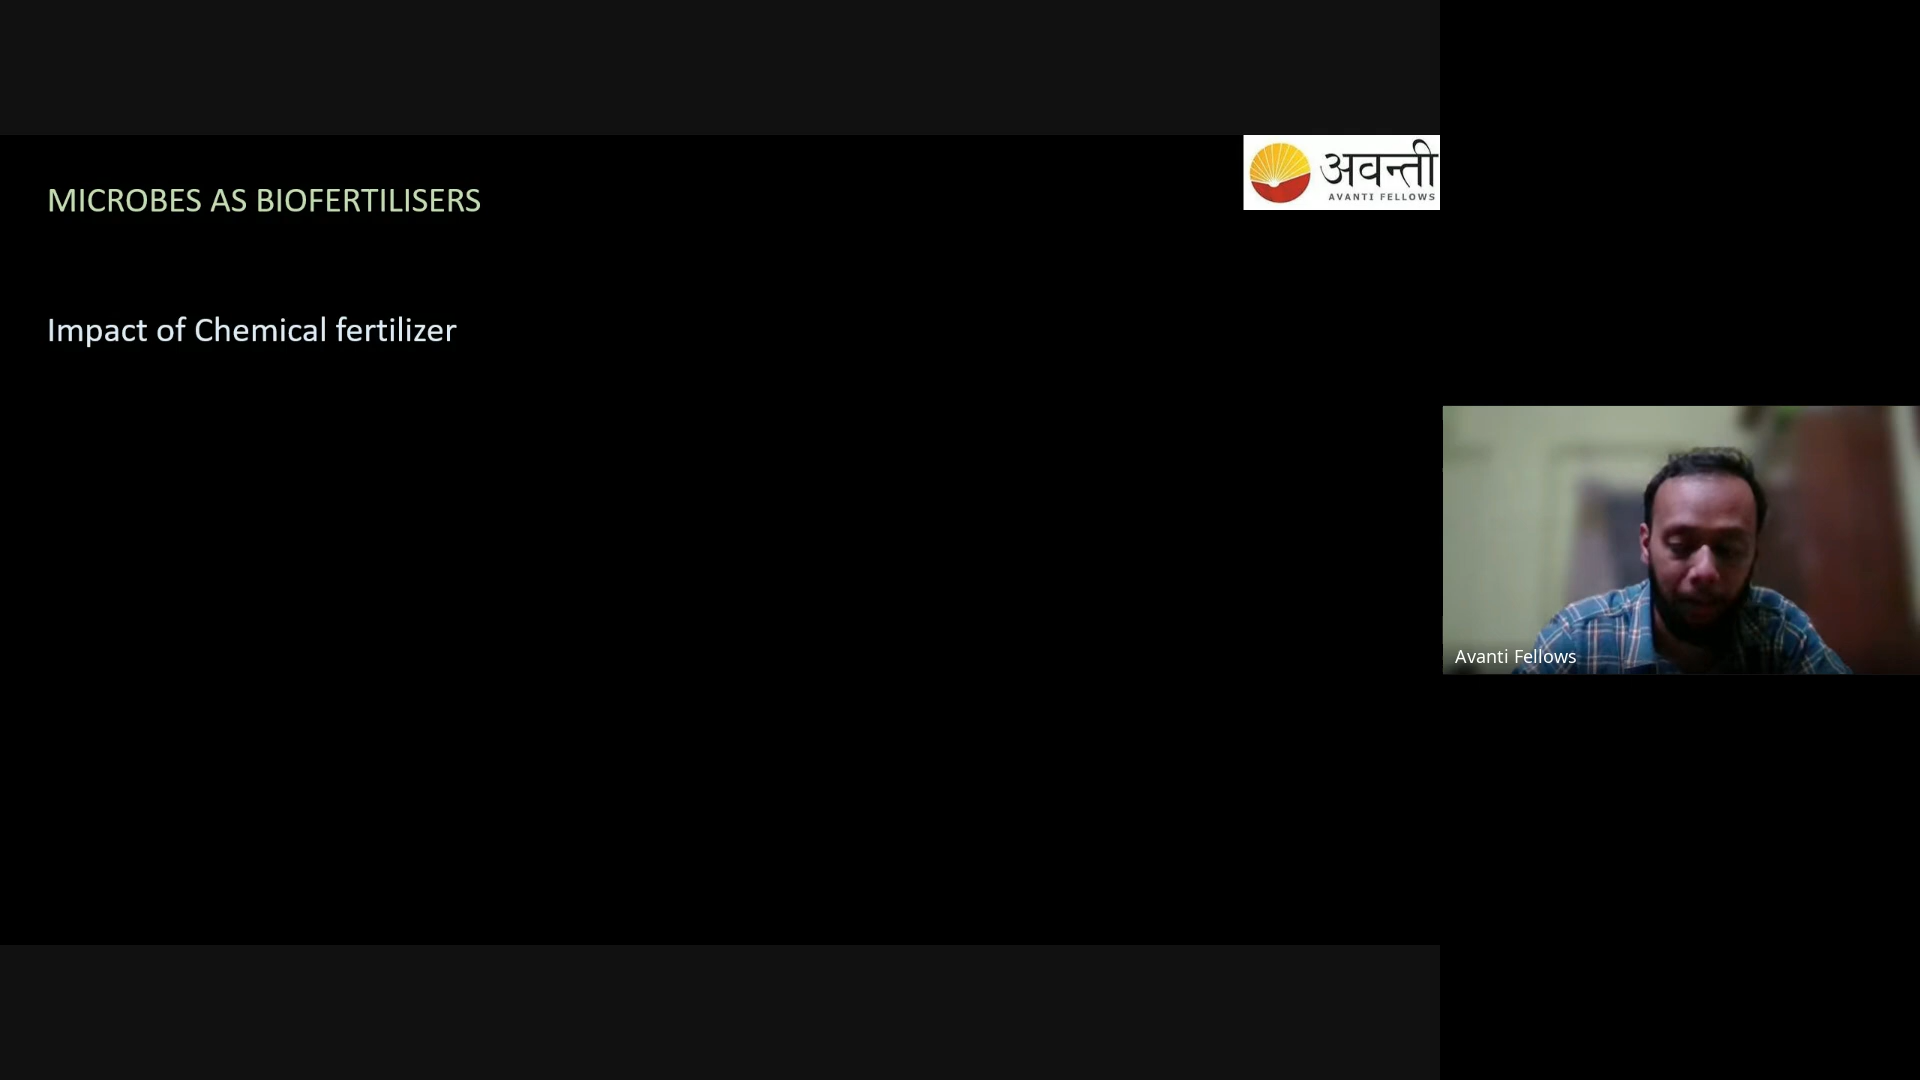 MICROBES AS BIOFERTILISERS
अवन्ती
AVANTI FELLOWS
Impact of Chemical fertilizer
Avanti Fellows